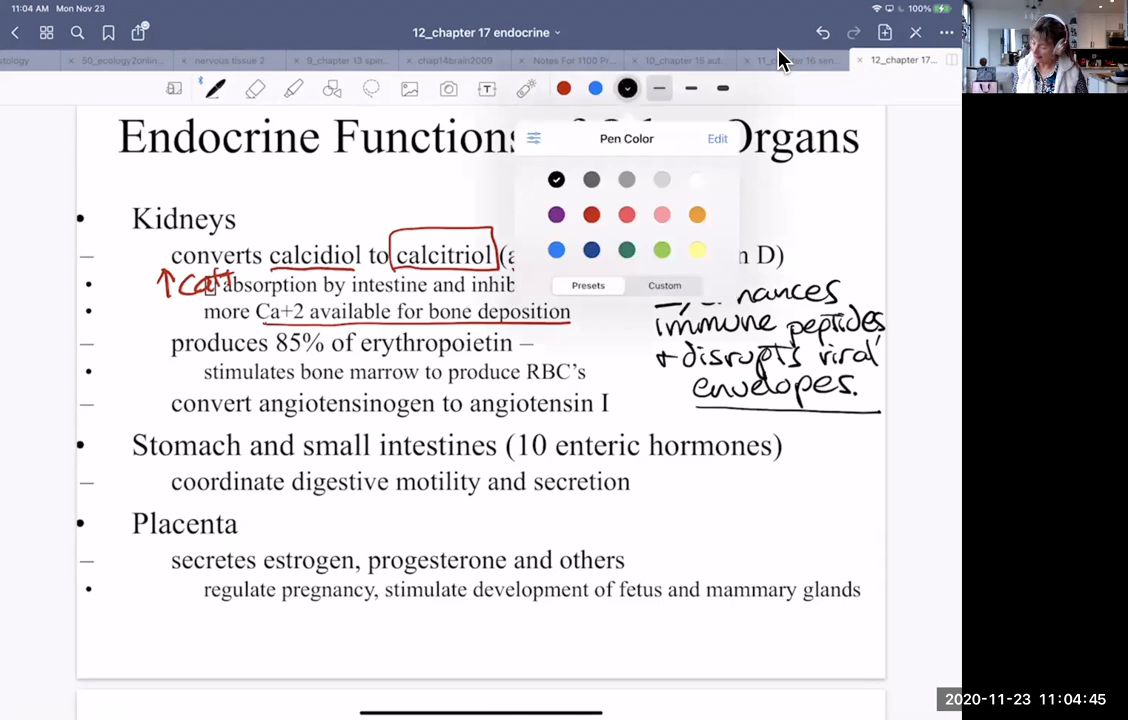 11:04 AM Mon Nov 23
100%
12_chapter 17 endocrine
50_ecology2onlin...
nervous tissue 2
9_chapter 13 spin...
chap14brain2009
Notes For 1100 Pr...
10_chapter 15 aut...
11_chapter 16 sen...
12_chapter 17...
Pen Color
Edit
Presets
Custom
Endocrine Functions
Organs
• Kidneys
— converts calcidiol to calcitriol (
n D)
↑ Ca++
• absorption by intestine and inhib
• more Ca+2 available for bone deposition
immune peptides
+ disrupts viral
envelopes.
— produces 85% of erythropoietin –
• stimulates bone marrow to produce RBC's
— convert angiotensinogen to angiotensin I
• Stomach and small intestines (10 enteric hormones)
— coordinate digestive motility and secretion
• Placenta
— secretes estrogen, progesterone and others
• regulate pregnancy, stimulate development of fetus and mammary glands
2020-11-23 11:04:45